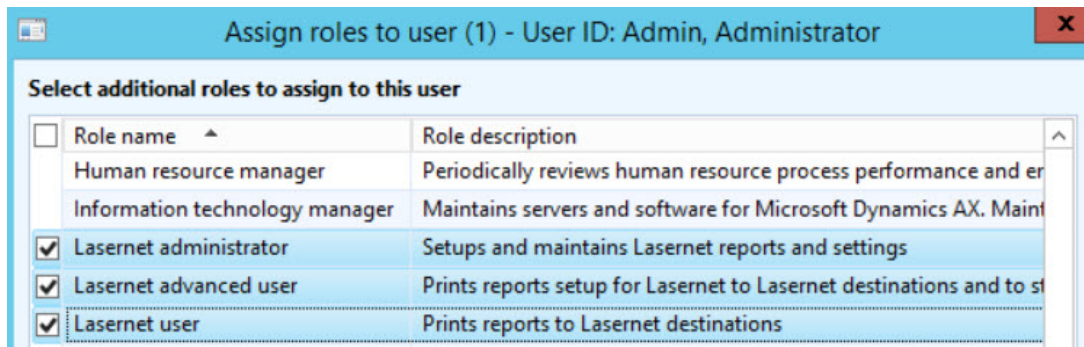 Assign roles to user (1) - User ID: Admin, Administrator
x
Select additional roles to assign to this user
Role name Role description
Human resource manager Periodically reviews human resource process performance and er
Information technology manager Maintains servers and software for Microsoft Dynamics AX. Maint
Lasernet administrator Setups and maintains Lasernet reports and settings
Lasernet advanced user Prints reports setup for Lasernet to Lasernet destinations and to st
Lasernet user Prints reports to Lasernet destinations